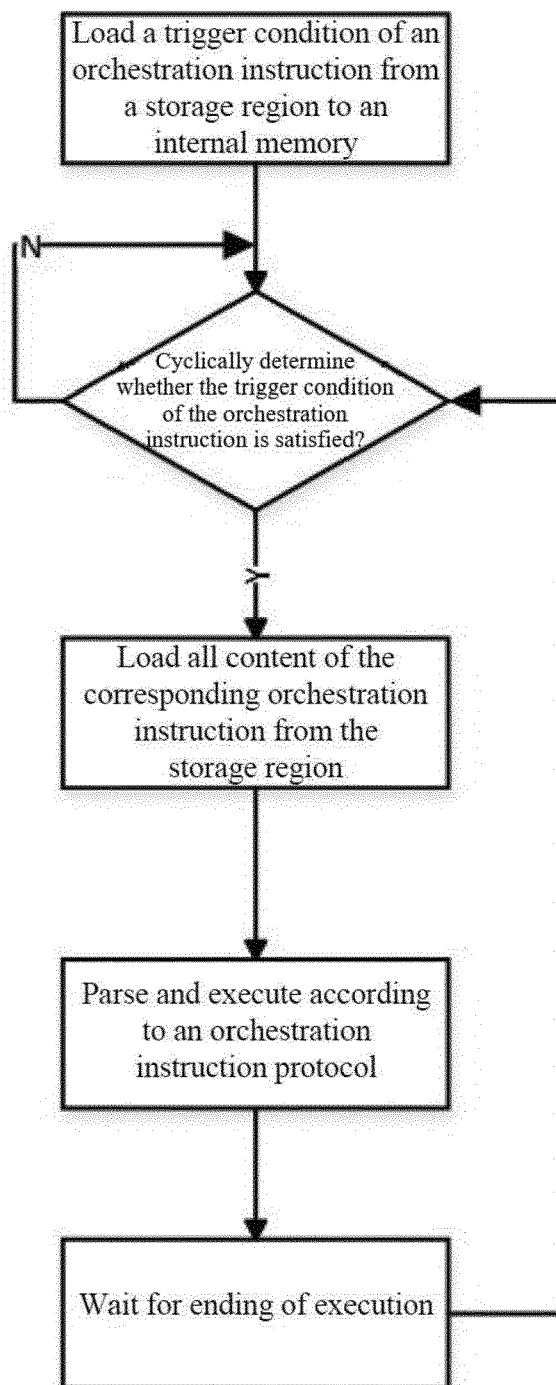 Load a trigger condition of an
orchestration instruction from
a storage region to an
internal memory
N
Cyclically determine
whether the trigger condition
of the orchestration
instruction is satisfied?
Y
Load all content of the
corresponding orchestration
instruction from the
storage region
Parse and execute according
to an orchestration
instruction protocol
Wait for ending of execution